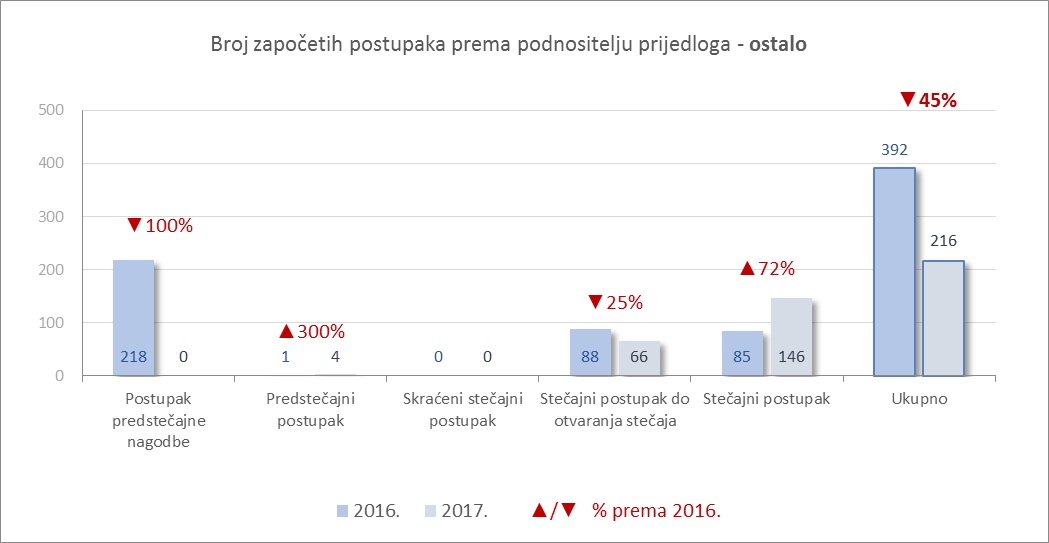 Broj započetih postupaka prema podnositelju prijedloga - ostalo
▼45%
500
392
400
300
▼100%
216
▲72%
200
▼25%
100
▲300%
218 0 1 4 0 0 88 66 85 146
0
Postupak predstečajne nagodbe
Predstečajni postupak
Skraćeni stečajni postupak
Stečajni postupak do otvaranja stečaja
Stečajni postupak
Ukupno
2016. 2017. ▲/▼ % prema 2016.